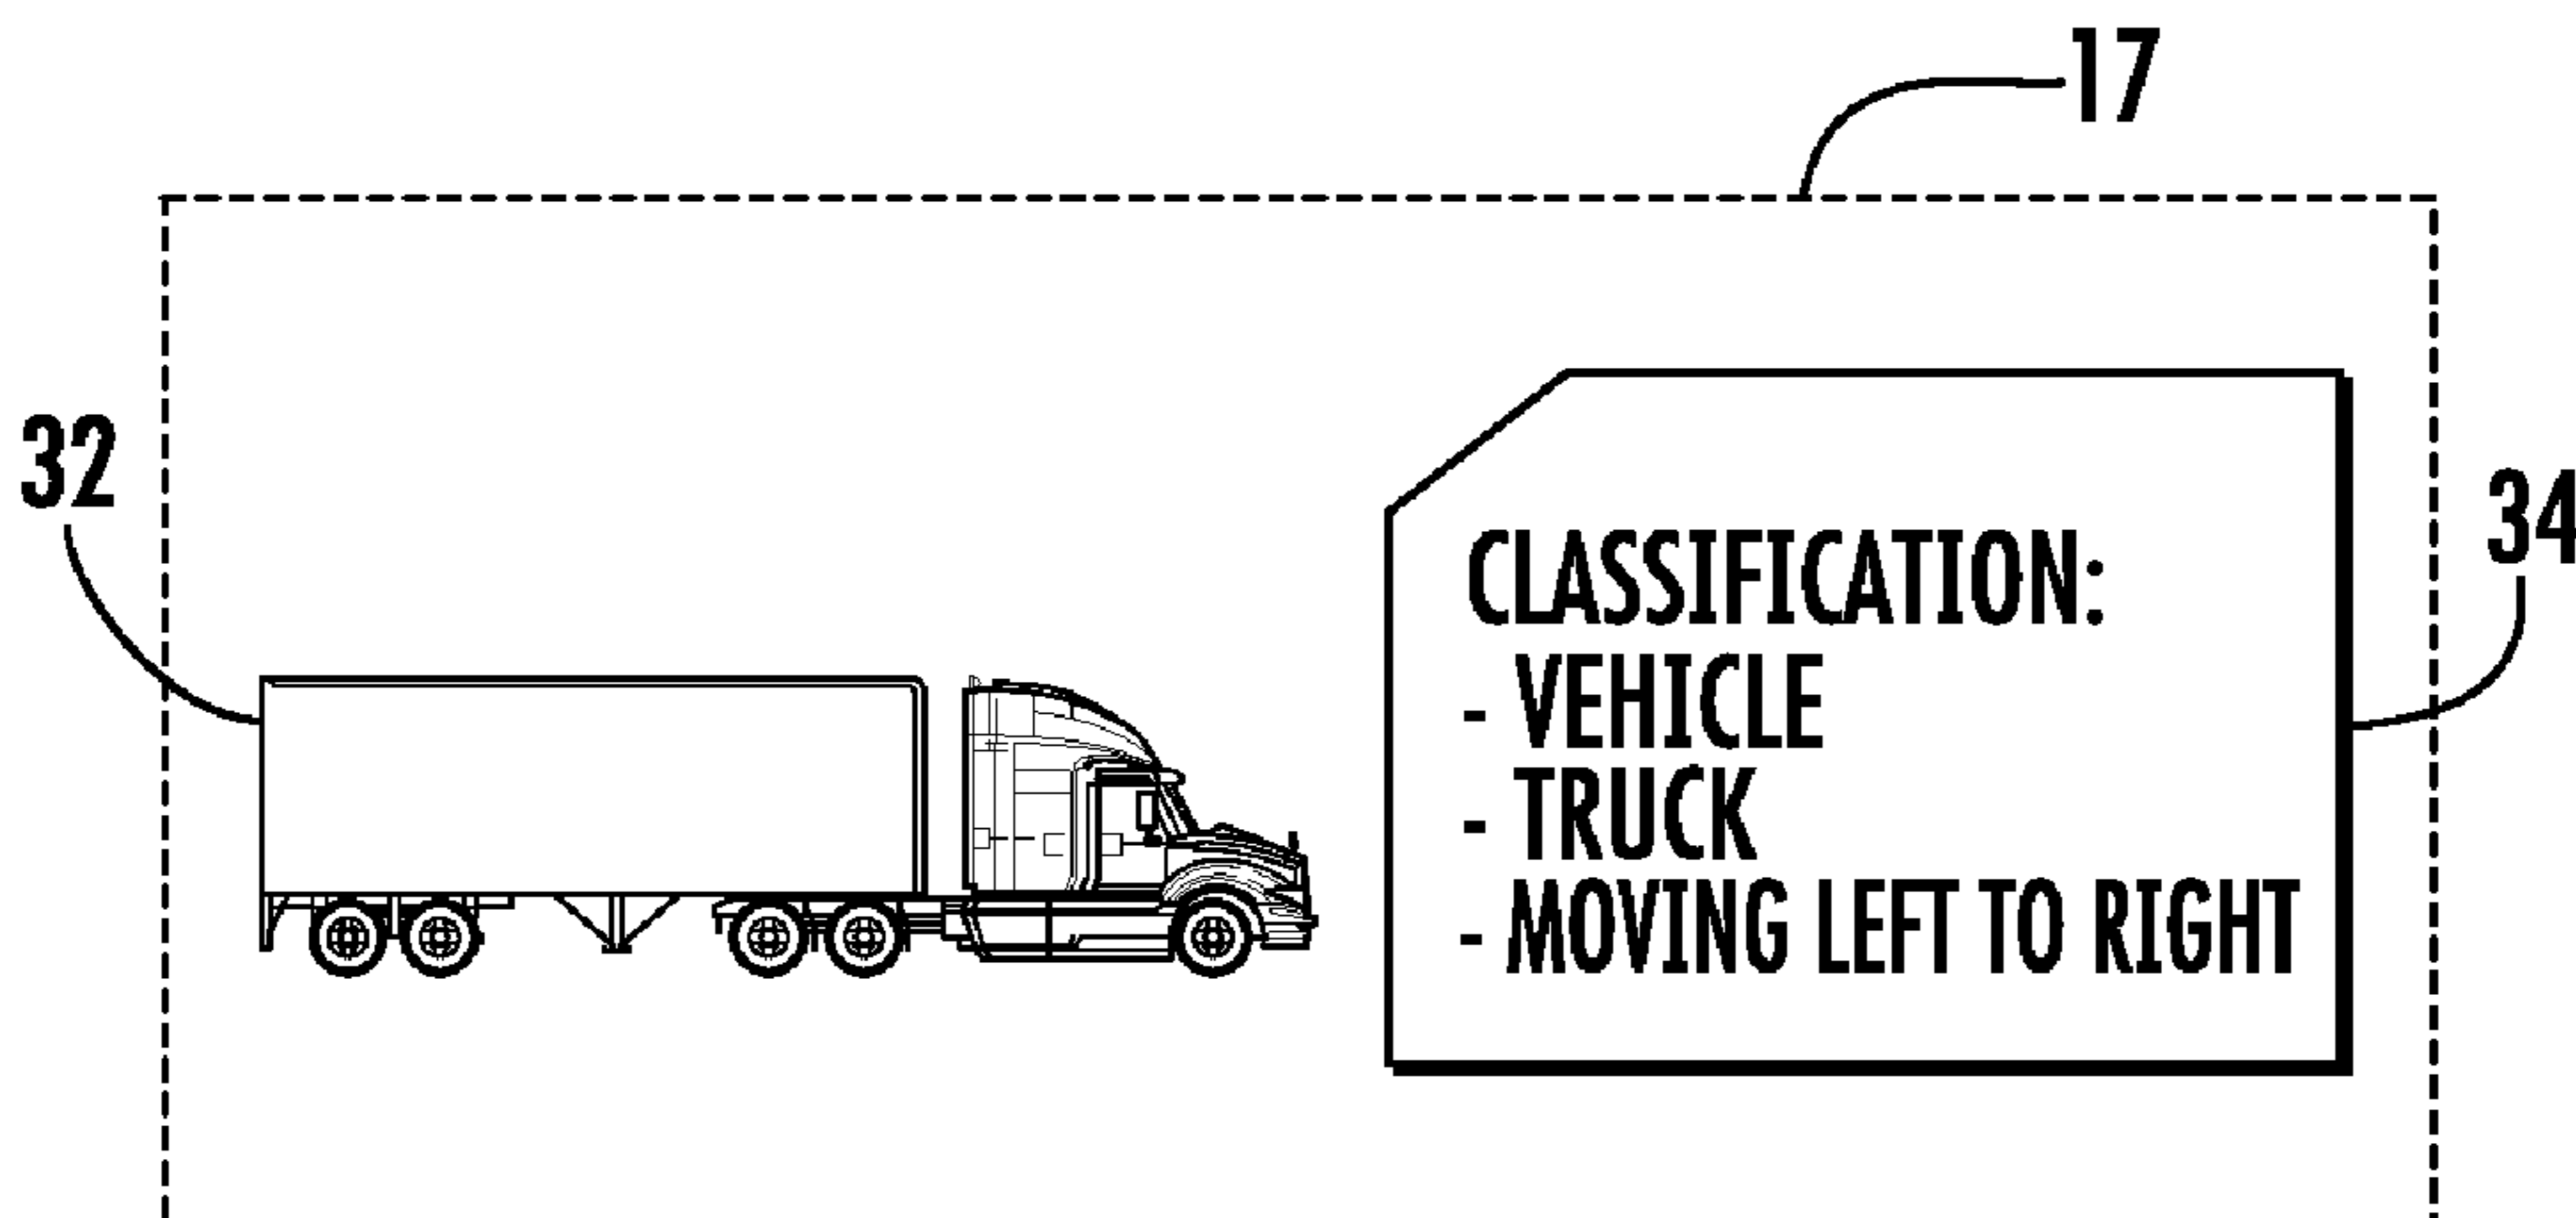 17
32
34
CLASSIFICATION:
- VEHICLE
- TRUCK
- MOVING LEFT TO RIGHT